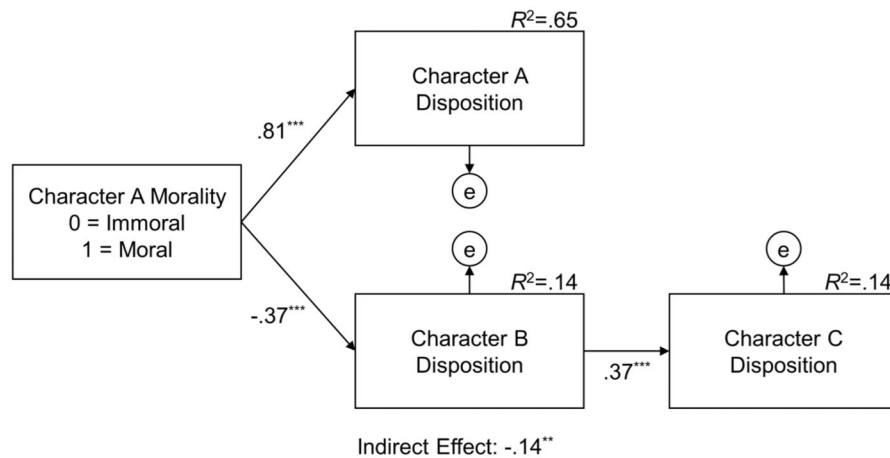 R²=.65
Character A
Disposition
.81***
e
Character A Morality
0 = Immoral
1 = Moral
e
e
-.37***
R²=.14
R²=.14
Character B
Disposition
.37***
Character C
Disposition
Indirect Effect: -.14**